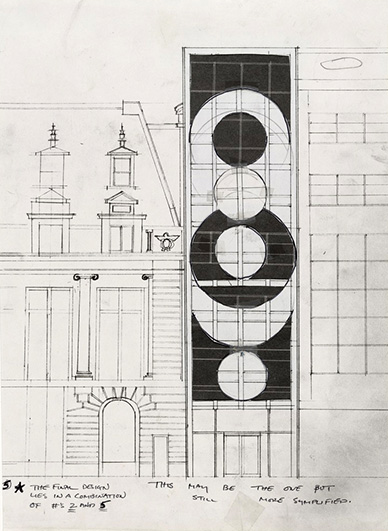 5) ★ THE FINAL DESIGN
LIES IN A COMBINATION
OF #'S 2 AND 5
THIS MAY BE THE ONE BUT
STILL MORE SYMPLIFIED.